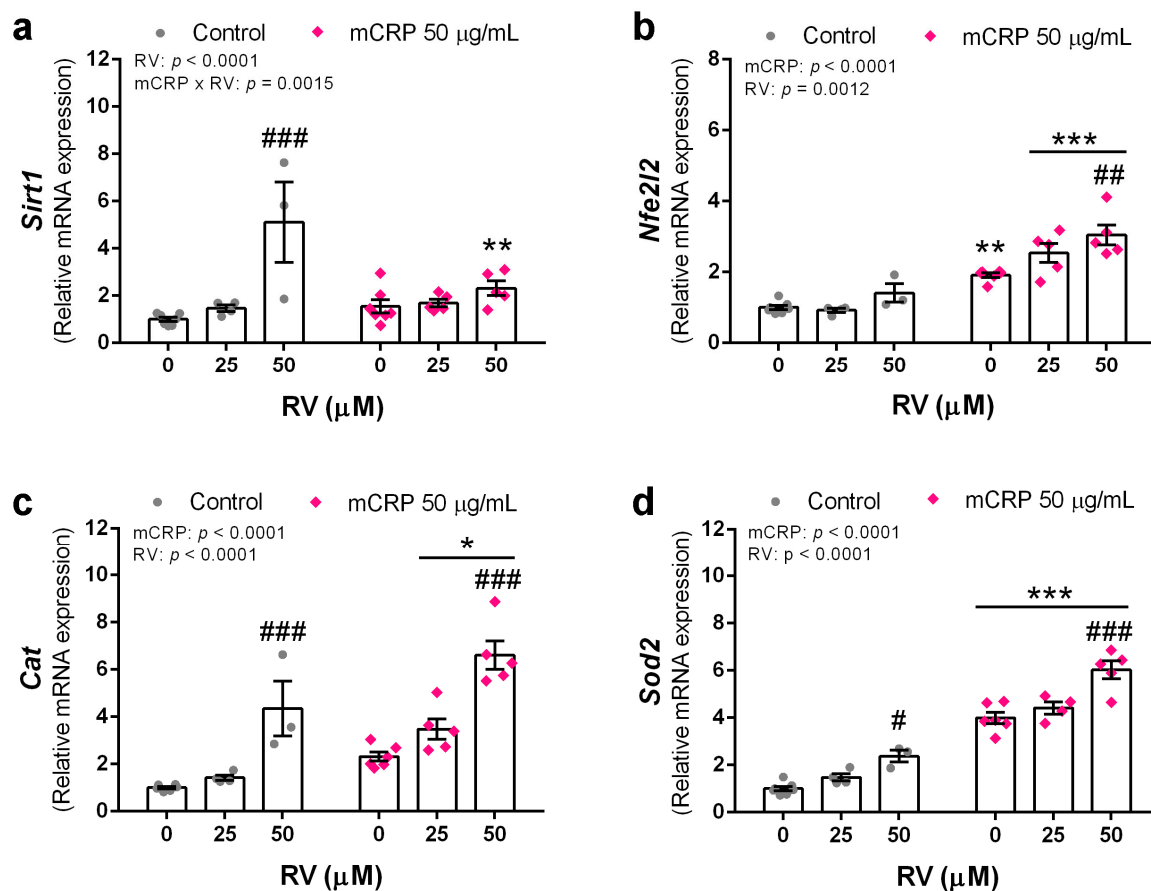 a
Control
mCRP 50 μg/mL
RV: p < 0.0001
mCRP x RV: p = 0.0015
Sirt1
(Relative mRNA expression)
12
10
8
6
4
2
0
###
**
0 25 50 0 25 50
RV (μM)
b
Control
mCRP 50 μg/mL
mCRP: p < 0.0001
RV: p = 0.0012
Nfe2l2
(Relative mRNA expression)
8
6
4
2
0
***
##
**
0 25 50 0 25 50
RV (μM)
c
Control
mCRP 50 μg/mL
mCRP: p < 0.0001
RV: p < 0.0001
Cat
(Relative mRNA expression)
12
10
8
6
4
2
0
*
###
###
0 25 50 0 25 50
RV (μM)
d
Control
mCRP 50 μg/mL
mCRP: p < 0.0001
RV: p < 0.0001
Sod2
(Relative mRNA expression)
12
10
8
6
4
2
0
***
###
#
0 25 50 0 25 50
RV (μM)